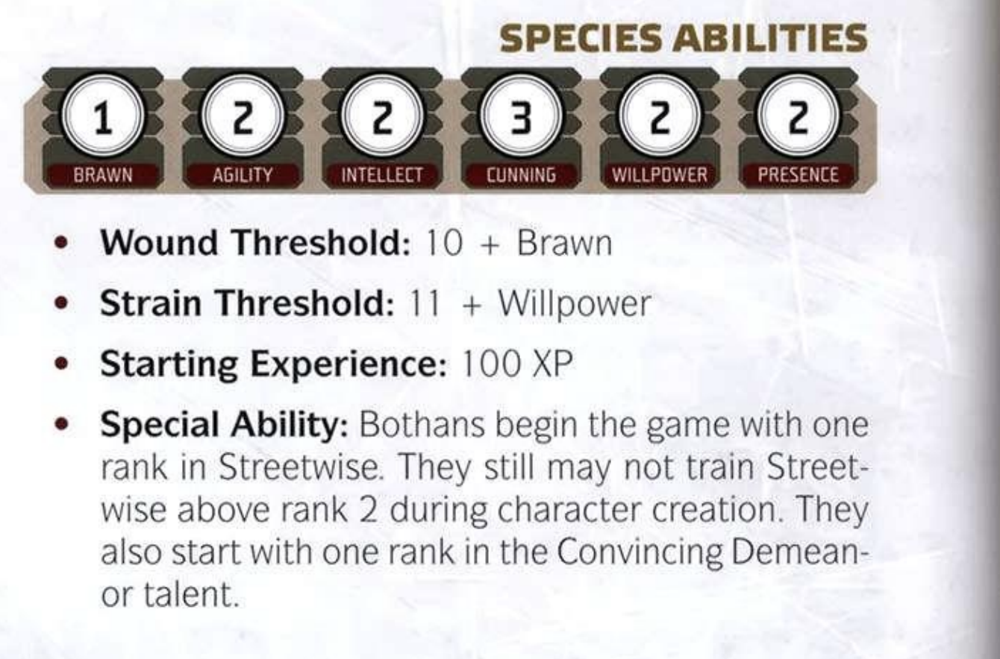 SPECIES ABILITIES
1 2 2 3 2 2
BRAWN AGILITY INTELLECT CUNNING WILLPOWER PRESENCE
• Wound Threshold: 10 + Brawn
• Strain Threshold: 11 + Willpower
• Starting Experience: 100 XP
• Special Ability: Bothans begin the game with one
rank in Streetwise. They still may not train Street-
wise above rank 2 during character creation. They
also start with one rank in the Convincing Demean-
or talent.